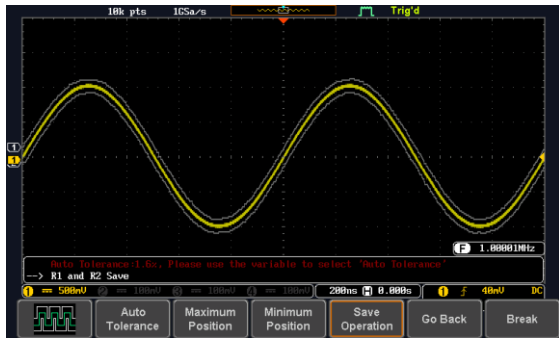 10k pts 1GSa/s Trig'd
1
1
F 1.00001MHz
Auto Tolerance:1.6x, Please use the variable to select 'Auto Tolerance'
--> R1 and R2 Save
1 500mV 2 100mV 3 100mV 4 100mV 200ns H 0.000s 1 40mV DC
Auto Tolerance Maximum Position Minimum Position Save Operation Go Back Break